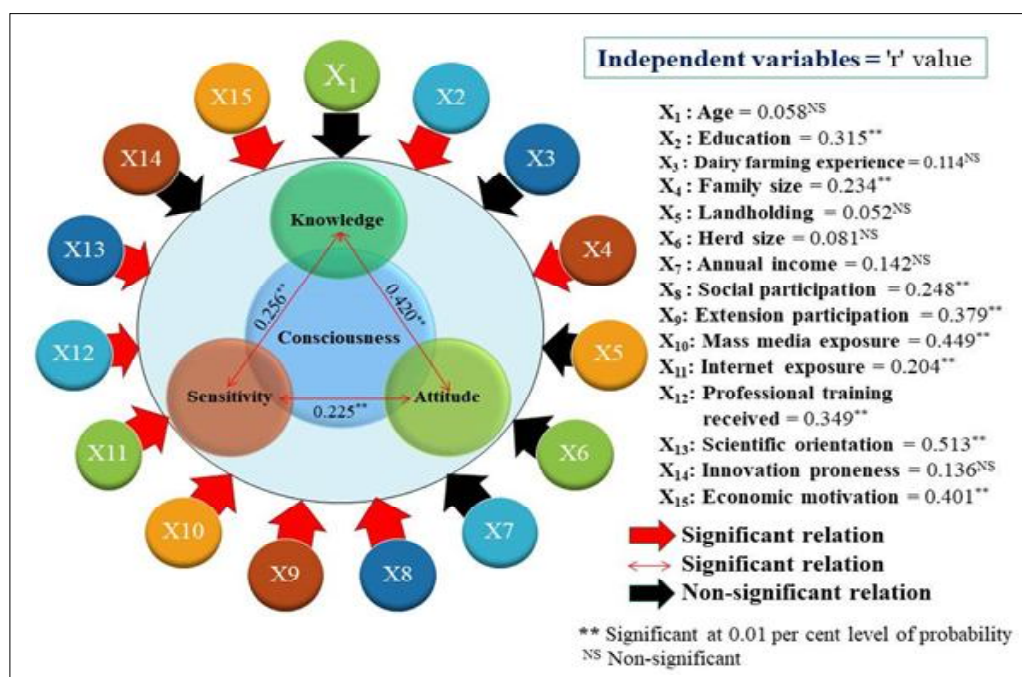 X₁
X2
X3
X4
X5
X6
X7
X8
X9
X10
X11
X12
X13
X14
X15
Knowledge
0.256**
0.420**
Consciousness
Sensitivity
0.225**
Attitude
Independent variables = 'r' value
X₁ : Age = 0.058ᴺˢ
X₂ : Education = 0.315**
X₃ : Dairy farming experience = 0.114ᴺˢ
X₄ : Family size = 0.234**
X₅ : Landholding = 0.052ᴺˢ
X₆ : Herd size = 0.081ᴺˢ
X₇ : Annual income = 0.142ᴺˢ
X₈ : Social participation = 0.248**
X₉: Extension participation = 0.379**
X₁₀: Mass media exposure = 0.449**
X₁₁: Internet exposure = 0.204**
X₁₂: Professional training
received = 0.349**
X₁₃: Scientific orientation = 0.513**
X₁₄: Innovation proneness = 0.136ᴺˢ
X₁₅: Economic motivation = 0.401**
Significant relation
Significant relation
Non-significant relation
** Significant at 0.01 per cent level of probability
ᴺˢ Non-significant